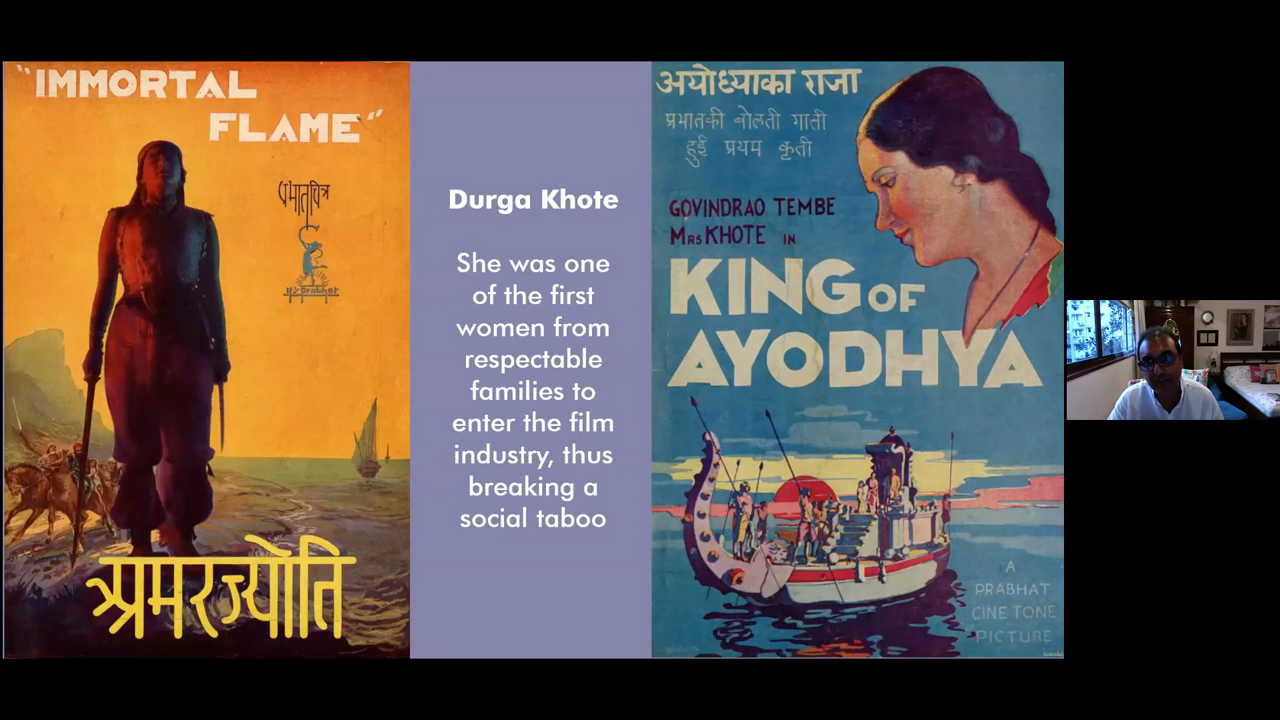 "IMMORTAL
FLAME"
प्रभातचित्र
Prabhat
अमरज्योति
Durga Khote
She was one
of the first
women from
respectable
families to
enter the film
industry, thus
breaking a
social taboo
अयोध्याका राजा
प्रभातकी बोलती गाती
हुई प्रथम कृती
GOVINDRAO TEMBE
MRS KHOTE IN
KING OF
AYODHYA
A
PRABHAT
CINE TONE
PICTURE